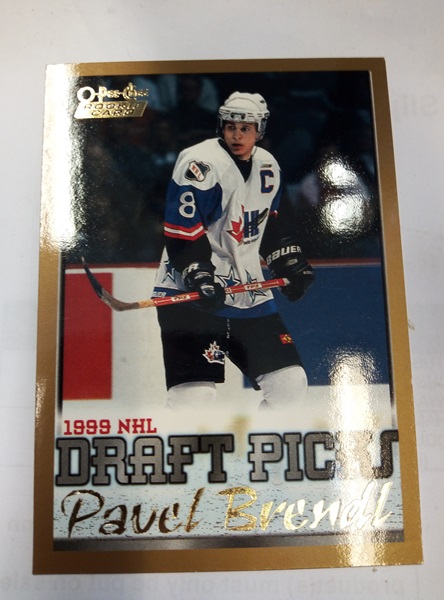 O-Pee-Chee
ROOKIE
CARD
C
8
BAUER
1999 NHL
DRAFT PICKS
Pavel Brendl